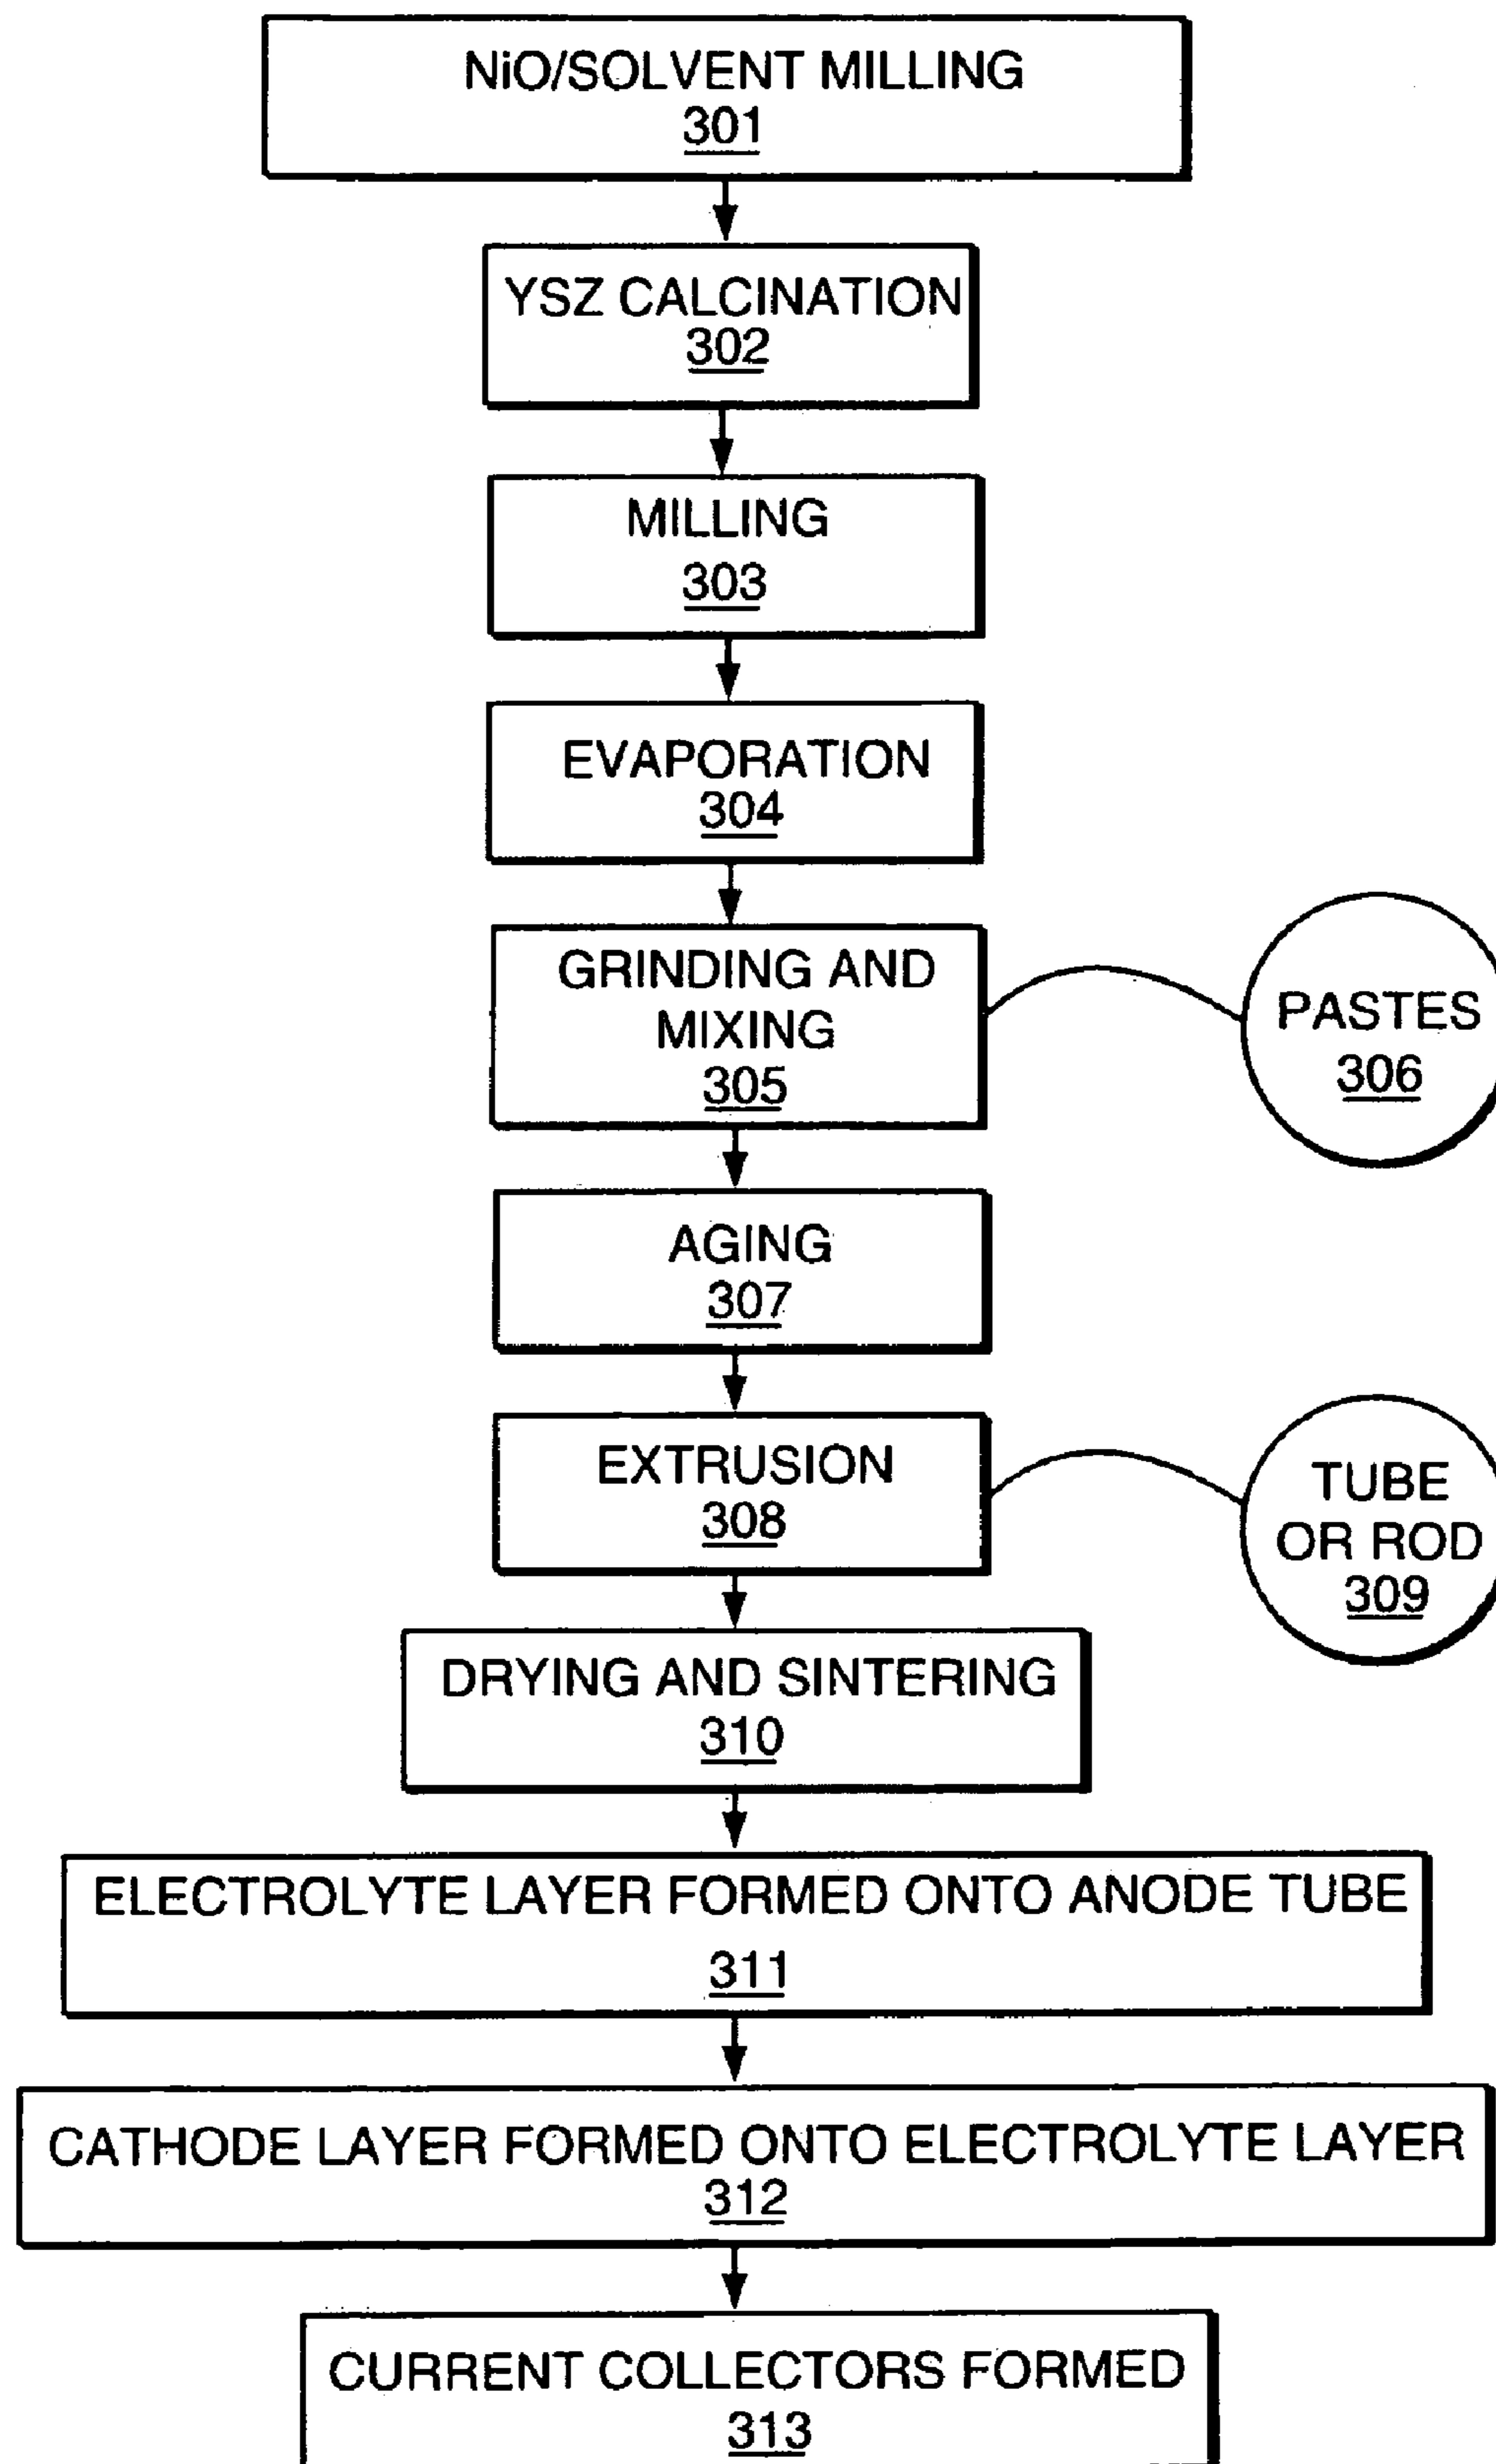 NiO/SOLVENT MILLING
301
YSZ CALCINATION
302
MILLING
303
EVAPORATION
304
GRINDING AND
MIXING
305
PASTES
306
AGING
307
EXTRUSION
308
TUBE
OR ROD
309
DRYING AND SINTERING
310
ELECTROLYTE LAYER FORMED ONTO ANODE TUBE
311
CATHODE LAYER FORMED ONTO ELECTROLYTE LAYER
312
CURRENT COLLECTORS FORMED
313